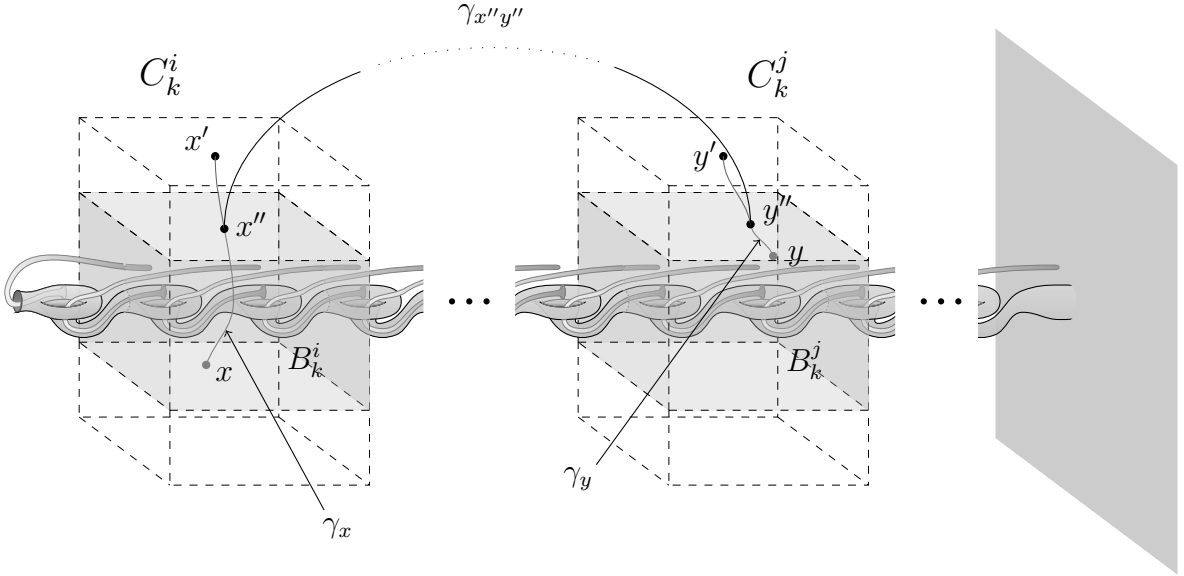 γ_{x''y''}
C_k^i
C_k^j
x'
y'
x''
y''
y
x
B_k^i
B_k^j
γ_y
γ_x